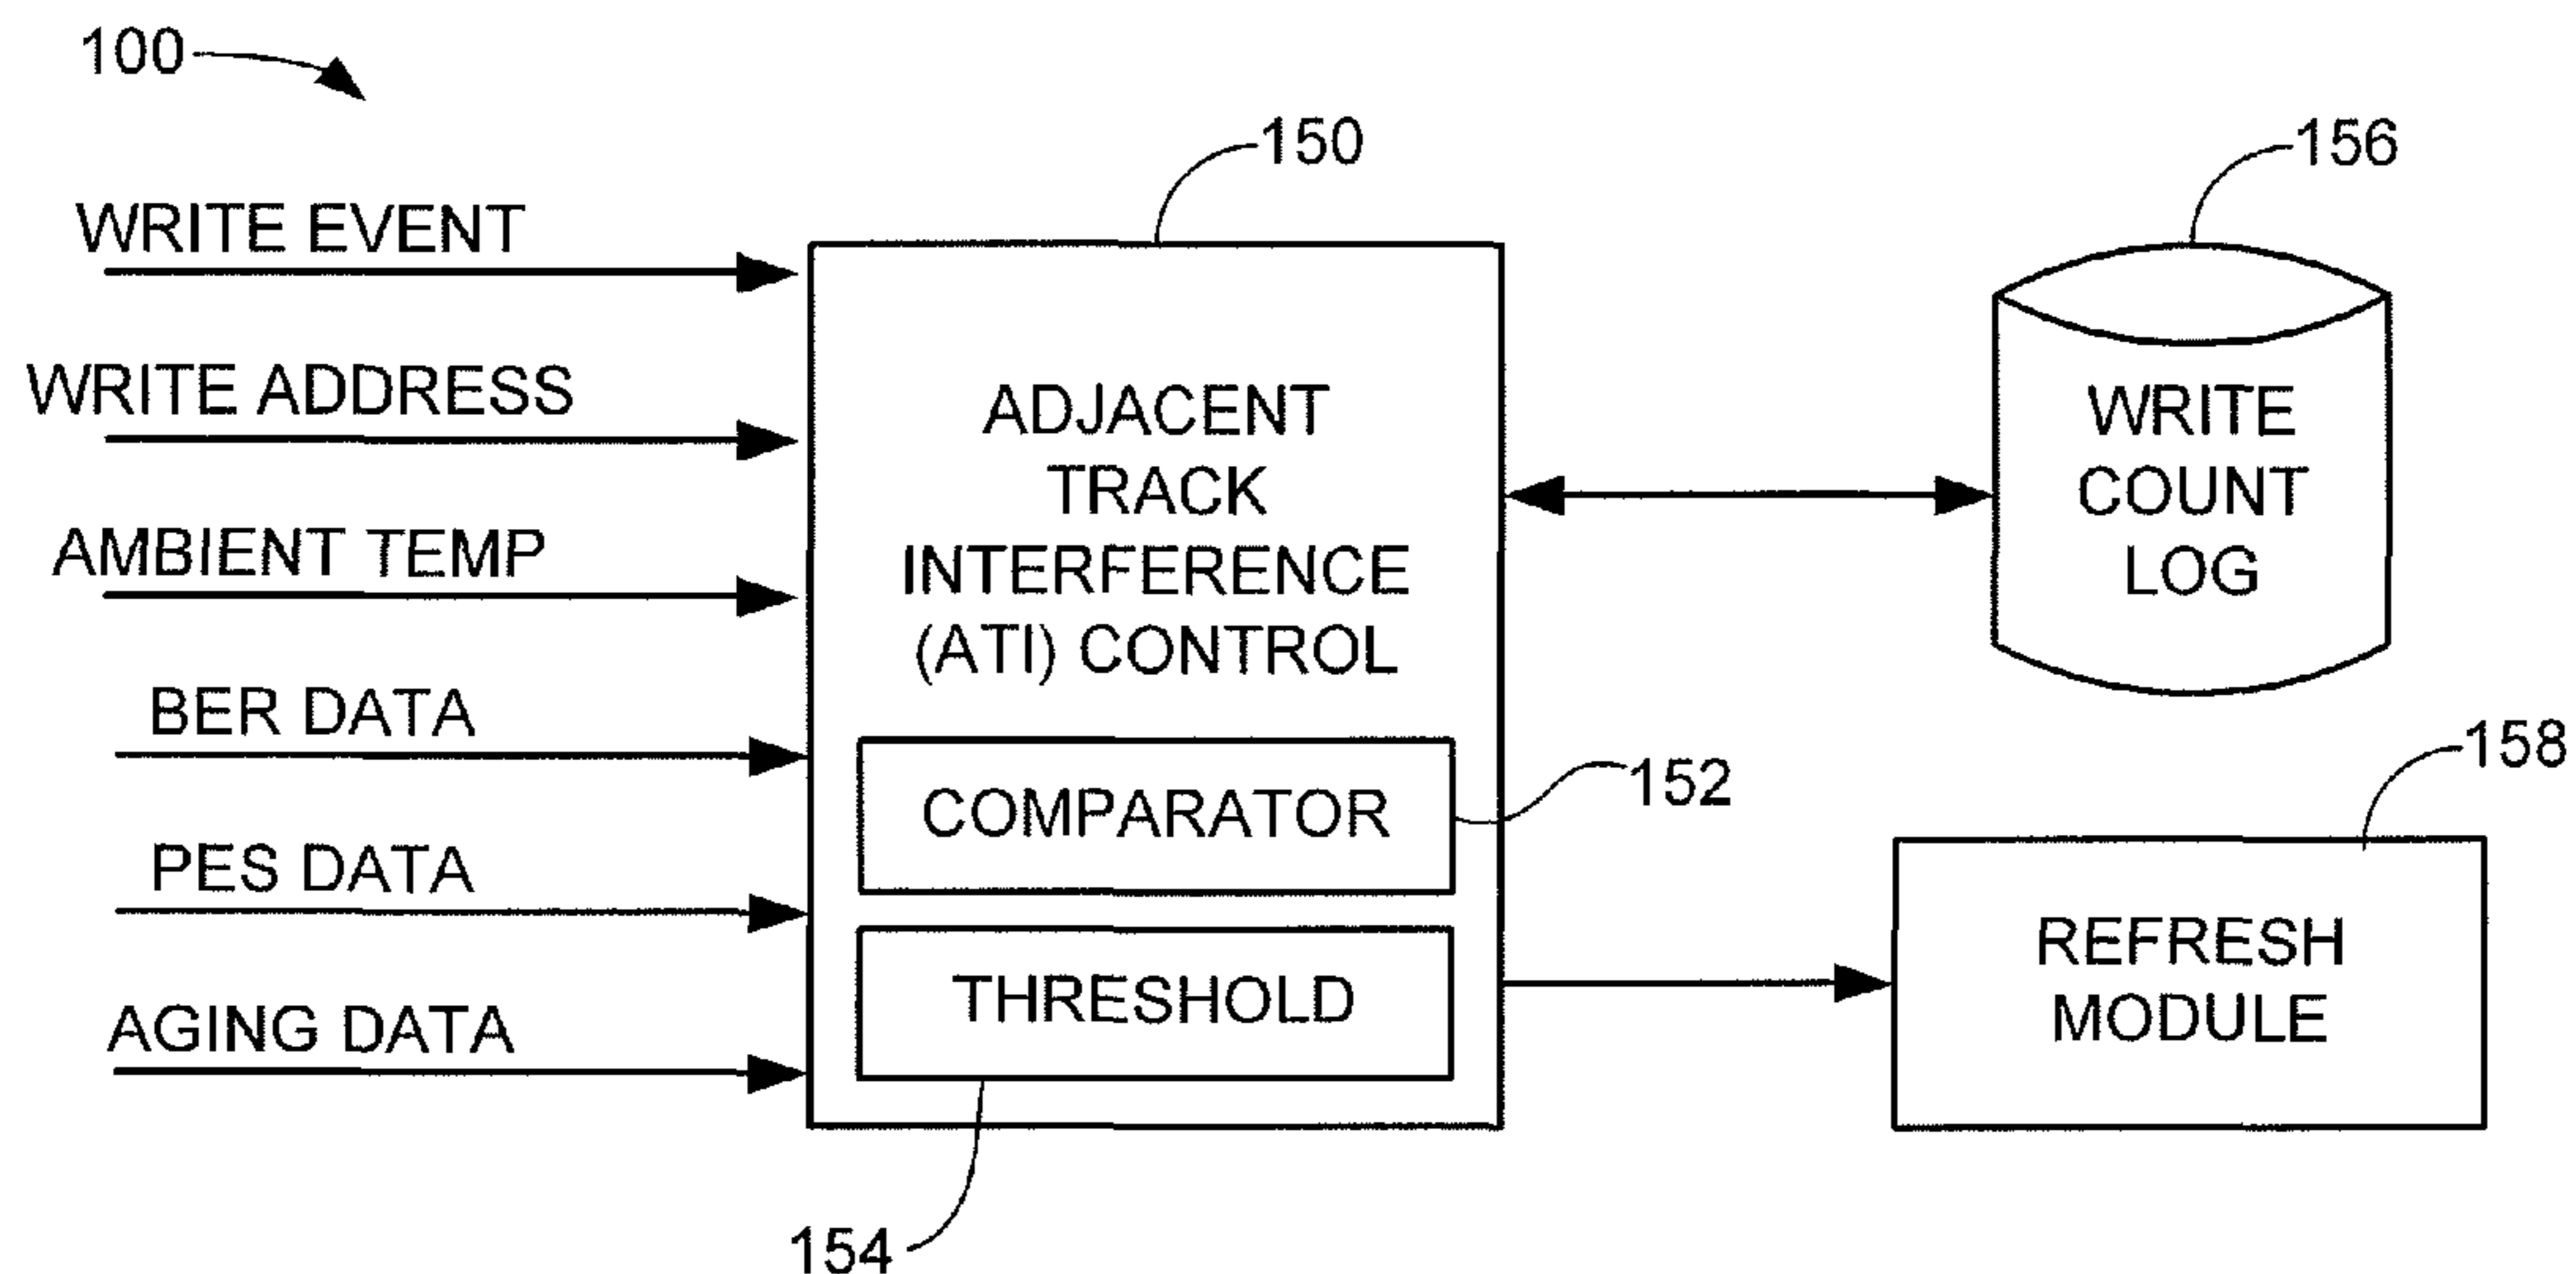 100
150
156
WRITE EVENT
WRITE ADDRESS
AMBIENT TEMP
BER DATA
PES DATA
AGING DATA
ADJACENT
TRACK
INTERFERENCE
(ATI) CONTROL
COMPARATOR
152
THRESHOLD
154
WRITE
COUNT
LOG
158
REFRESH
MODULE